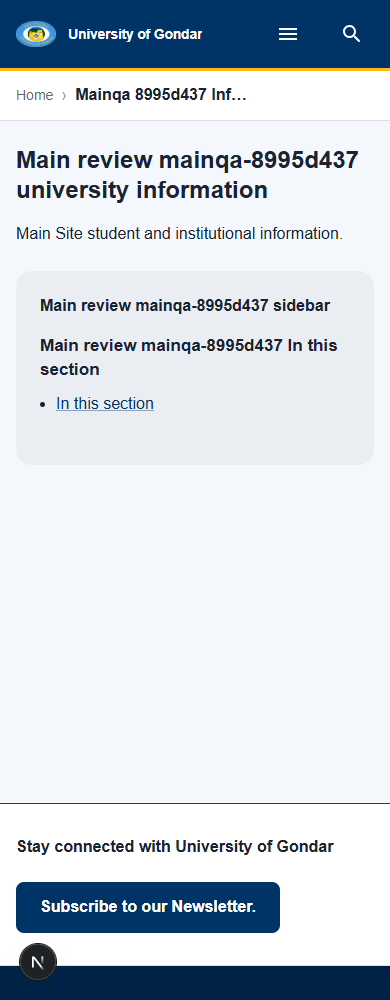 University of Gondar
Home › Mainqa 8995d437 Inf…
Main review mainqa-8995d437
university information
Main Site student and institutional information.
Main review mainqa-8995d437 sidebar
Main review mainqa-8995d437 In this
section
• In this section
Stay connected with University of Gondar
Subscribe to our Newsletter.
N